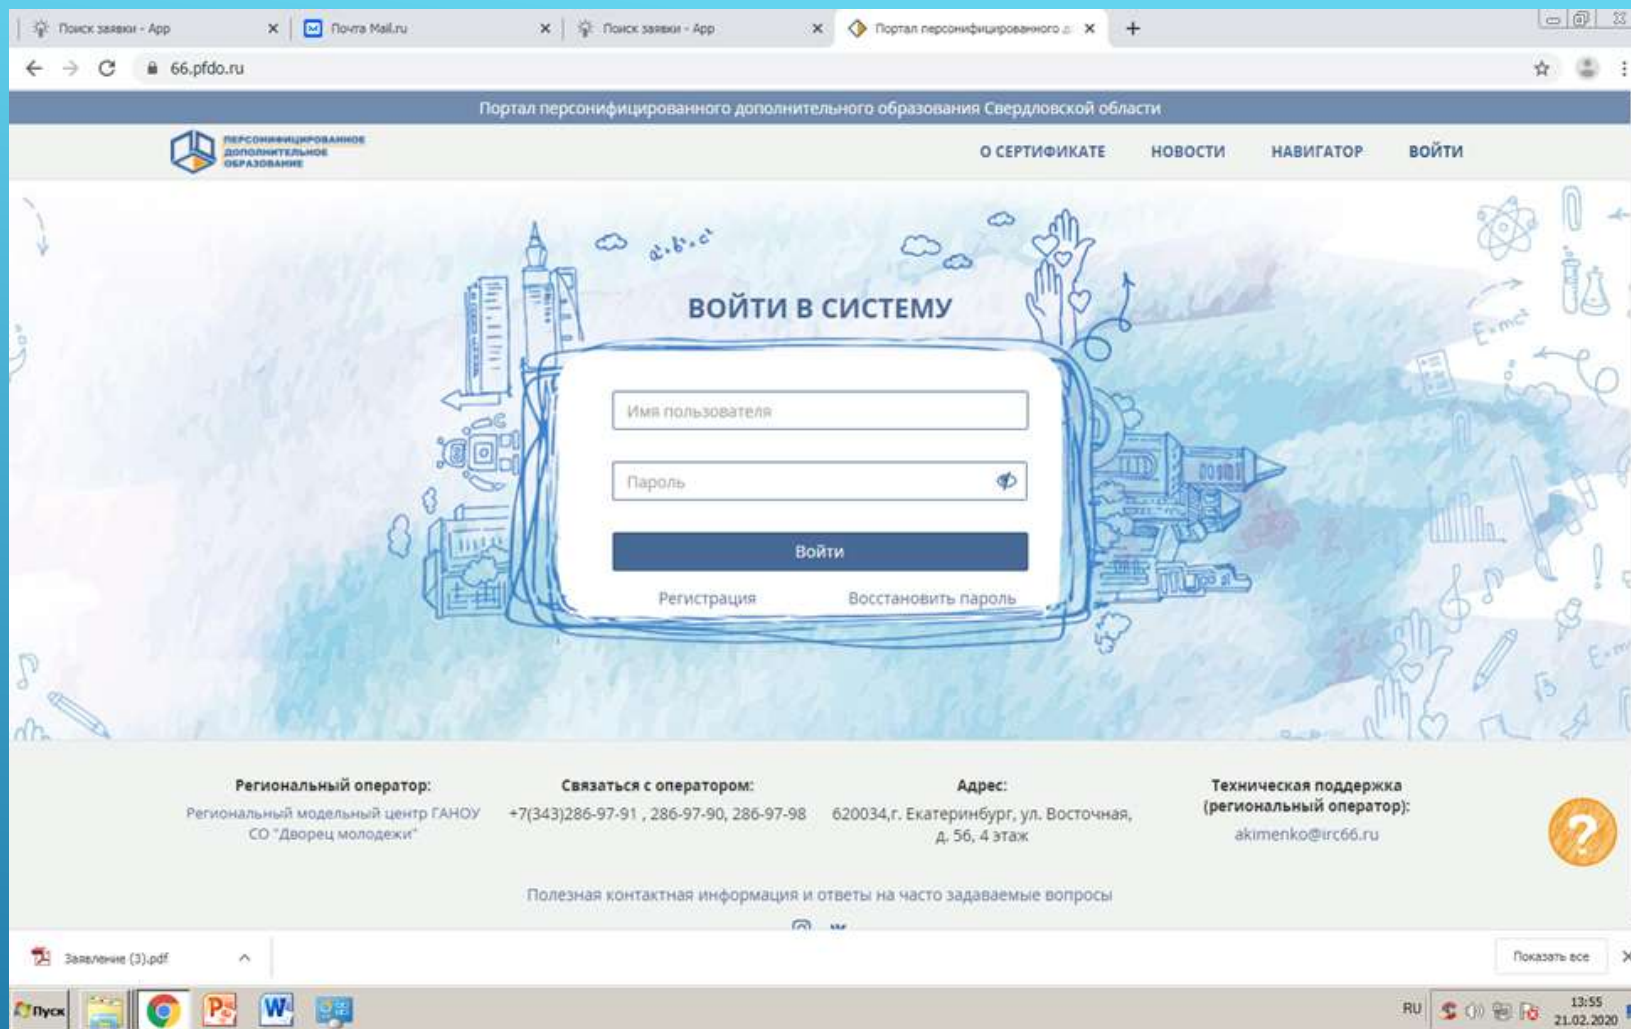 Поиск заявки - App
Почта Mail.ru
Поиск заявки - App
Портал персонифицированного д
66.pfdo.ru
Портал персонифицированного дополнительного образования Свердловской области
ПЕРСОНИФИЦИРОВАННОЕ
ДОПОЛНИТЕЛЬНОЕ
ОБРАЗОВАНИЕ
О СЕРТИФИКАТЕ
НОВОСТИ
НАВИГАТОР
ВОЙТИ
ВОЙТИ В СИСТЕМУ
E=mc²
Имя пользователя
Пароль
Войти
Регистрация
Восстановить пароль
√3
Региональный оператор:
Региональный модельный центр ГАНОУ
СО "Дворец молодежи"
Связаться с оператором:
+7(343)286-97-91 , 286-97-90, 286-97-98
Адрес:
620034,г. Екатеринбург, ул. Восточная,
д. 56, 4 этаж
Техническая поддержка
(региональный оператор):
akimenko@irc66.ru
?
Полезная контактная информация и ответы на часто задаваемые вопросы
Заявление (3).pdf
Показать все
Пуск
RU
13:55
21.02.2020